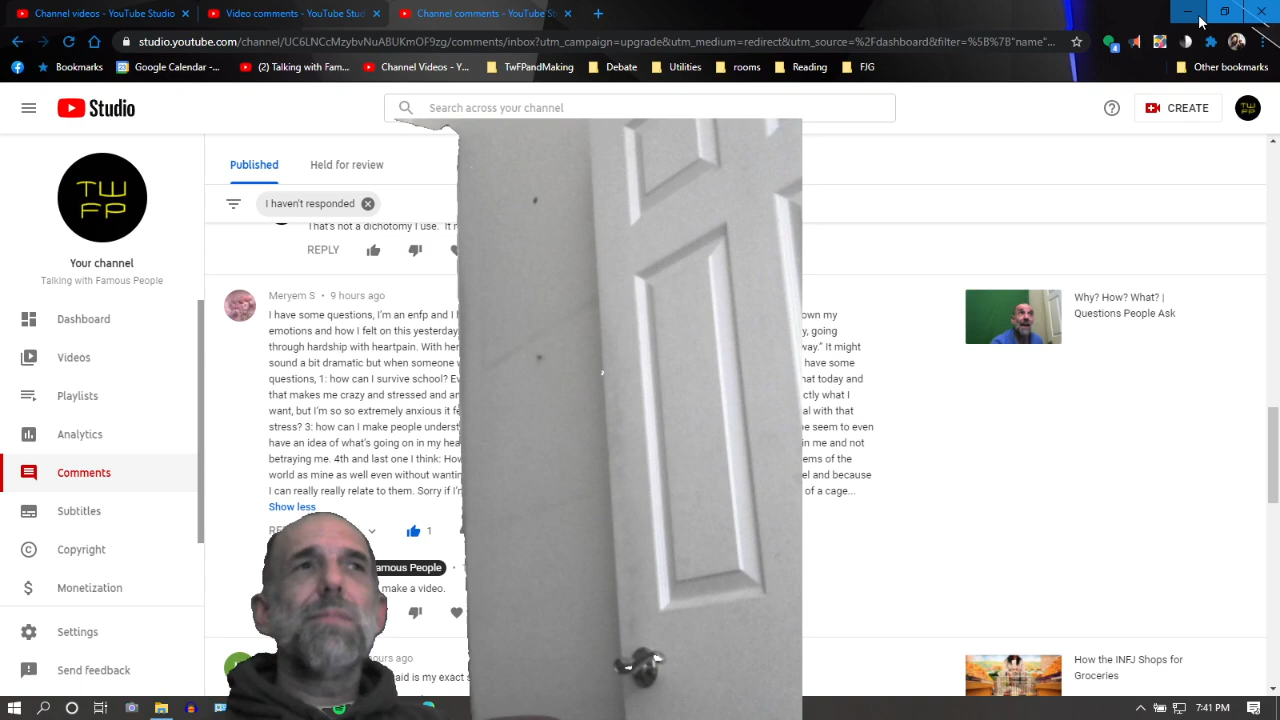 Channel videos - YouTube Studio
Video comments - YouTube Stud
Channel comments - YouTube St
studio.youtube.com/channel/UC6LNCcMzybvNuABUKmOF9zg/comments/inbox?utm_campaign=upgrade&utm_medium=redirect&utm_source=%2Fdashboard&filter=%5B%7B"name"...
Bookmarks
Google Calendar -
(2) Talking with Fam
Channel Videos - Y
TwFPandMaking
Debate
Utilities
rooms
Reading
FJG
Other bookmarks
Studio
Search across your channel
CREATE
TW
FP
Your channel
Talking with Famous People
Dashboard
Videos
Playlists
Analytics
Comments
Subtitles
Copyright
Monetization
Settings
Send feedback
Published Held for review
I haven't responded
That's not a dichotomy I use. It
REPLY
Meryem S • 9 hours ago
I have some questions, I'm an enfp and I own my
emotions and how I felt on this yesterday. going
through hardship with heartpain. With her way." It might
sound a bit dramatic but when someone have some
questions, 1: how can I survive school? hat today and
that makes me crazy and stressed and ctly what I
want, but I'm so so extremely anxious it al with that
stress? 3: how can I make people underst seem to even
have an idea of what's going on in my in me and not
betraying me. 4th and last one I think: ems of the
world as mine as well even without wantin el and because
I can really really relate to them. Sorry if of a cage...
Show less
1
amous People
make a video.
hours ago
aid is my exact
Why? How? What? |
Questions People Ask
How the INFJ Shops for
Groceries
7:41 PM